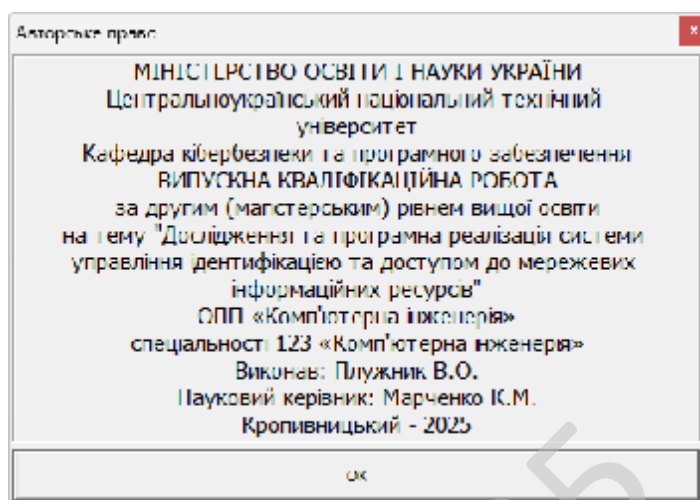 Авторське право
МІНІСТЕРСТВО ОСВІТИ І НАУКИ УКРАЇНИ
Центральноукраїнський національний технічний
університет
Кафедра кібербезпеки та програмного забезпечення
ВИПУСКНА КВАЛІФІКАЦІЙНА РОБОТА
за другим (магістерським) рівнем вищої освіти
на тему "Дослідження та програмна реалізація системи
управління ідентифікацією та доступом до мережевих
інформаційних ресурсів"
ОПП «Комп'ютерна інженерія»
спеціальності 123 «Комп'ютерна інженерія»
Виконав: Плужник В.О.
Науковий керівник: Марченко К.М.
Кропивницький - 2025
ОК